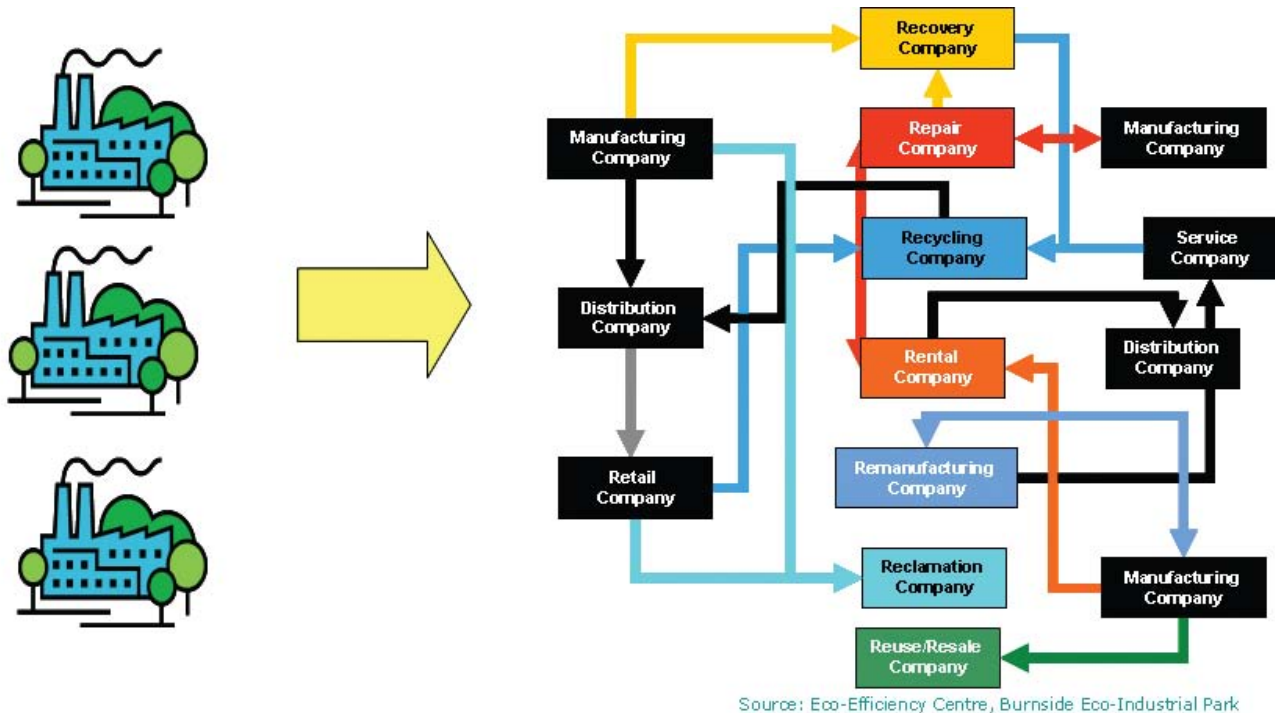 Recovery
Company
Manufacturing
Company
Repair
Company
Manufacturing
Company
Recycling
Company
Service
Company
Distribution
Company
Rental
Company
Distribution
Company
Retail
Company
Remanufacturing
Company
Reclamation
Company
Manufacturing
Company
Reuse/Resale
Company
Source: Eco-Efficiency Centre, Burnside Eco-Industrial Park